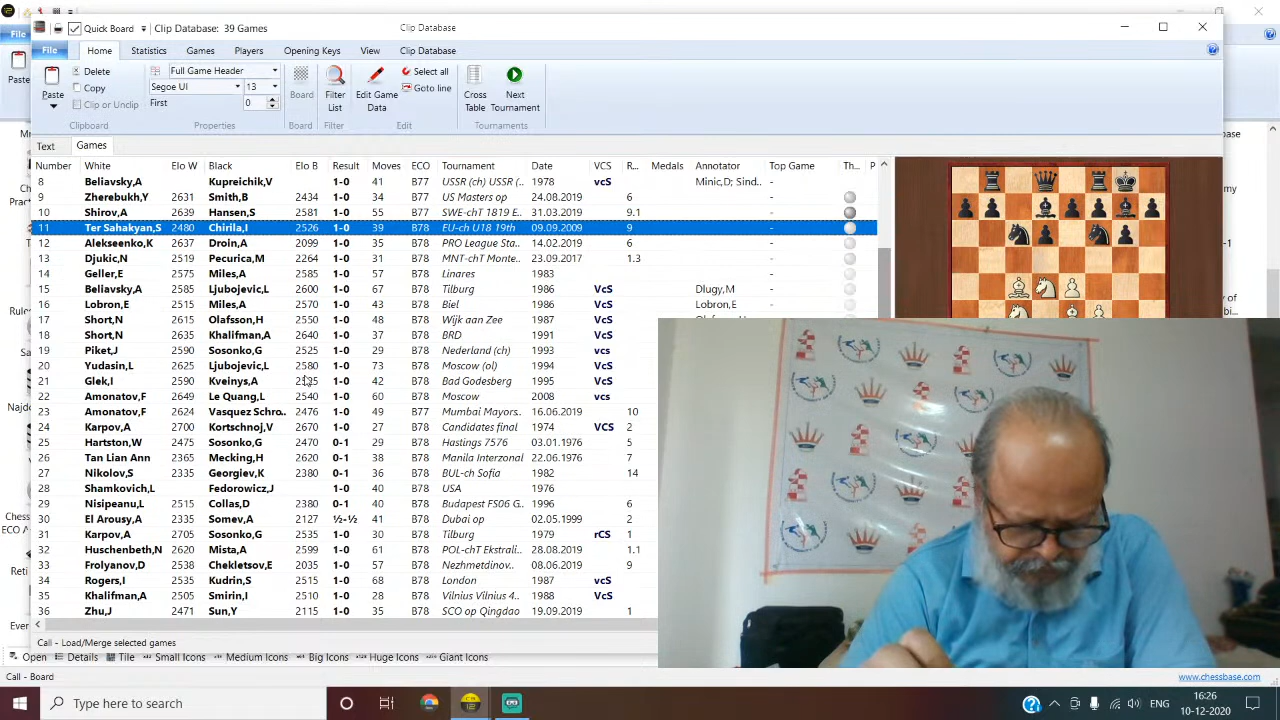 Quick Board Clip Database: 39 Games Clip Database
File Home Statistics Games Players Opening Keys View Clip Database
Paste
Delete
Copy
Clip or Unclip
Clipboard
Full Game Header
Segoe UI 13
First 0
Properties
Board
Board
Filter List
Filter
Edit Game Data
Select all
Goto line
Edit
Cross Table
Next Tournament
Tournaments
Text Games
Number White Elo W Black Elo B Result Moves ECO Tournament Date VCS R... Medals Annotator Top Game Th... P
8 Beliavsky,A Kupreichik,V 1-0 41 B77 USSR (ch) USSR (.. 1978 vcS Minic,D; Sind..
9 Zherebukh,Y 2631 Smith,B 2434 1-0 34 B77 US Masters op 24.08.2019 6 -
10 Shirov,A 2639 Hansen,S 2581 1-0 55 B77 SWE-chT 1819 E.. 31.03.2019 9.1 -
11 Ter Sahakyan,S 2480 Chirila,I 2526 1-0 39 B78 EU-ch U18 19th 09.09.2009 9 -
12 Alekseenko,K Droin,A 2099 1-0 36 B78 PRO League Sta.. 14.02.2019 6 -
13 Djukic,N 2519 Pecurica,M 2264 1-0 31 B78 MNT-chT Monte.. 23.09.2017 1.3 -
14 Geller,E 2575 Miles,A 2585 1-0 57 B78 Linares 1983 -
15 Beliavsky,A 2585 Ljubojevic,L 2600 1-0 57 B78 Tilburg 1986 VcS Dlugy,M -
16 Lobron,E 2515 Miles,A 2570 1-0 43 B78 Biel 1986 VcS Lobron,E -
17 Short,N 2615 Olafsson,H 2530 1-0 48 B78 Wijk aan Zee 1987 VcS
18 Short,N 2635 Khalifman,A 2640 1-0 37 B78 BRD 1991 VcS
19 Piket,J 2590 Sosonko,G 2525 1-0 29 B78 Nederland (ch) 1993 vcs
20 Yudasin,L 2625 Ljubojevic,L 2580 1-0 73 B78 Moscow (ol) 1994 VcS
21 Glek,I 2590 Kveinys,A 1-0 42 B78 Bad Godesberg 1995 VcS
22 Amonatov,F 2649 Le Quang,L 2540 1-0 60 B78 Moscow 2008 vcs
23 Amonatov,F 2624 Vasquez Schro.. 2476 1-0 49 B77 Mumbai Mayors.. 16.06.2019 10
24 Karpov,A 2700 Kortschnoj,V 2670 1-0 27 B78 Candidates final 1974 VCS 2
25 Hartston,W 2475 Sosonko,G 2470 0-1 38 B78 Hastings 7576 03.01.1976 5
26 Tan Lian Ann Mecking,H 2620 0-1 38 B78 Manila Interzonal 22.06.1976 7
27 Nikolov,S 2335 Georgiev,K 2380 0-1 36 B78 BUL-ch Sofia 1982 14
28 Shamkovich,L Fedorowicz,J 1-0 40 B78 USA 1976
29 Nisipeanu,L 2515 Collas,D 2380 0-1 40 B78 Budapest FS06 G.. 1996 6
30 El Arousy,A 2335 Somev,A 2127 ½-½ 41 B78 Dubai op 02.05.1999 2
31 Karpov,A 2705 Sosonko,G 2535 1-0 30 B78 Tilburg 1979 rCS 1
32 Huschenbeth,N 2620 Mista,A 2599 1-0 61 B78 POL-chT Ekstrali.. 28.08.2019 1.1
33 Frolyanov,D 2538 Chekletsov,E 2035 1-0 57 B78 Nezhmetdinov.. 08.06.2019 9
34 Rogers,I 2535 Kudrin,S 2515 1-0 68 B78 London 1987 vcS
35 Khalifman,A 2505 Smirin,I 2510 1-0 28 B78 Vilnius Vilnius 4.. 1988 VcS
36 Zhu,J 2471 Sun,Y 2115 1-0 35 B78 SCO op Qingdao 19.09.2019 1
Call - Load/Merge selected games
Open Details Tile Small Icons Medium Icons Big Icons Huge Icons Giant Icons
Call - Board www.chessbase.com
Type here to search
ENG 16:26
10-12-2020